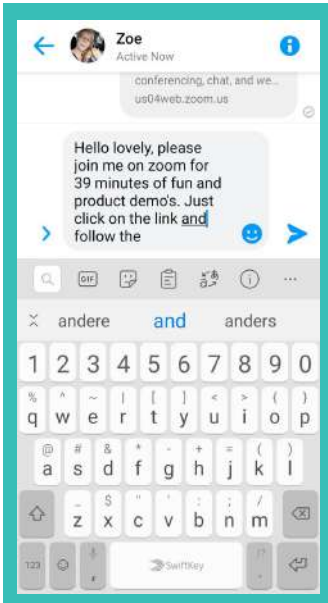 Zoe
Active Now
conferencing, chat, and we...
us04web.zoom.us
Hello lovely, please
join me on zoom for
39 minutes of fun and
product demo's. Just
click on the link and
follow the
GIF
andere and anders
1 2 3 4 5 6 7 8 9 0
% ^ ~ | [ ] < > { }
q w e r t y u i o p
@ # & * - + = ( )
a s d f g h j k l
$ " ' : ; /
z x c v b n m
123 , SwiftKey . !?